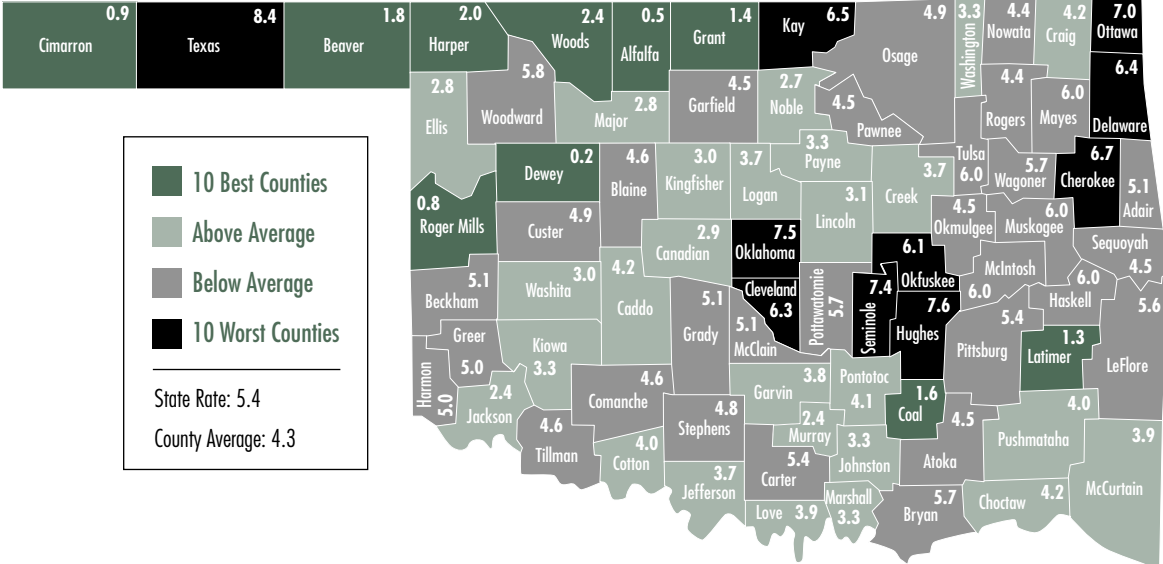 0.9
Cimarron
8.4
Texas
1.8
Beaver
2.0
Harper
2.4
Woods
0.5
Alfalfa
1.4
Grant
6.5
Kay
4.9
Osage
3.3
Washington
4.4
Nowata
4.2
Craig
7.0
Ottawa
6.4
Delaware
2.8
Ellis
5.8
Woodward
2.8
Major
4.5
Garfield
2.7
Noble
4.5
Pawnee
4.4
Rogers
6.0
Mayes
10 Best Counties
Above Average
Below Average
10 Worst Counties
State Rate: 5.4
County Average: 4.3
0.8
Roger Mills
0.2
Dewey
4.6
Blaine
3.0
Kingfisher
3.7
Logan
3.3
Payne
3.1
Lincoln
3.7
Creek
Tulsa
6.0
5.7
Wagoner
6.7
Cherokee
5.1
Adair
4.9
Custer
2.9
Canadian
7.5
Oklahoma
4.5
Okmulgee
6.0
Muskogee
Sequoyah
4.5
5.1
Beckham
3.0
Washita
4.2
Caddo
5.1
Grady
Cleveland
6.3
5.1
McClain
Pottawatomie
5.7
7.4
Seminole
6.1
Okfuskee
7.6
Hughes
McIntosh
6.0
6.0
Haskell
5.4
Pittsburg
1.3
Latimer
5.6
LeFlore
Greer
5.0
Harmon
5.0
Kiowa
3.3
2.4
Jackson
4.6
Comanche
4.6
Tillman
4.0
Cotton
4.8
Stephens
3.7
Jefferson
3.8
Garvin
2.4
Murray
5.4
Carter
Love 3.9
Pontotoc
4.1
3.3
Johnston
Marshall
3.3
1.6
Coal
4.5
Atoka
5.7
Bryan
4.0
Pushmataha
4.2
Choctaw
3.9
McCurtain